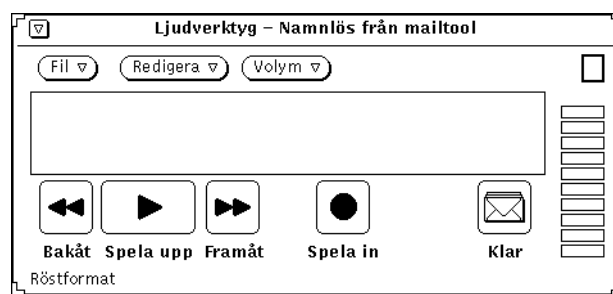 Ljudverktyg – Namnlös från mailtool
Fil Redigera Volym
Bakåt Spela upp Framåt Spela in Klar
Röstformat